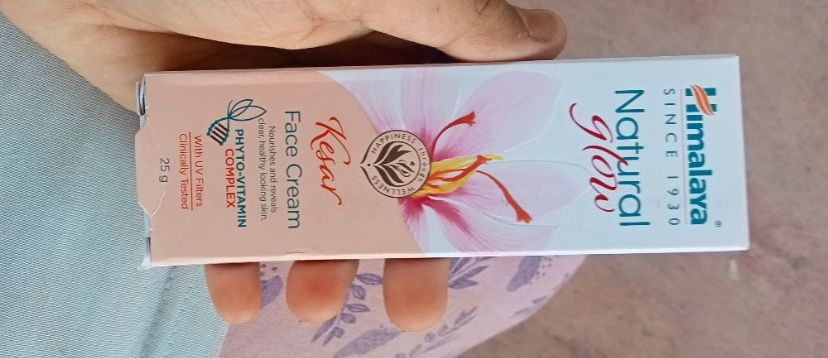 Himalaya®
SINCE 1930
Natural
glow
HAPPINESS through WELLNESS
Kesar
Face Cream
Nourishes and reveals
clear, healthy looking skin.
PHYTO-VITAMIN
COMPLEX
With UV Filters
Clinically Tested
25 g